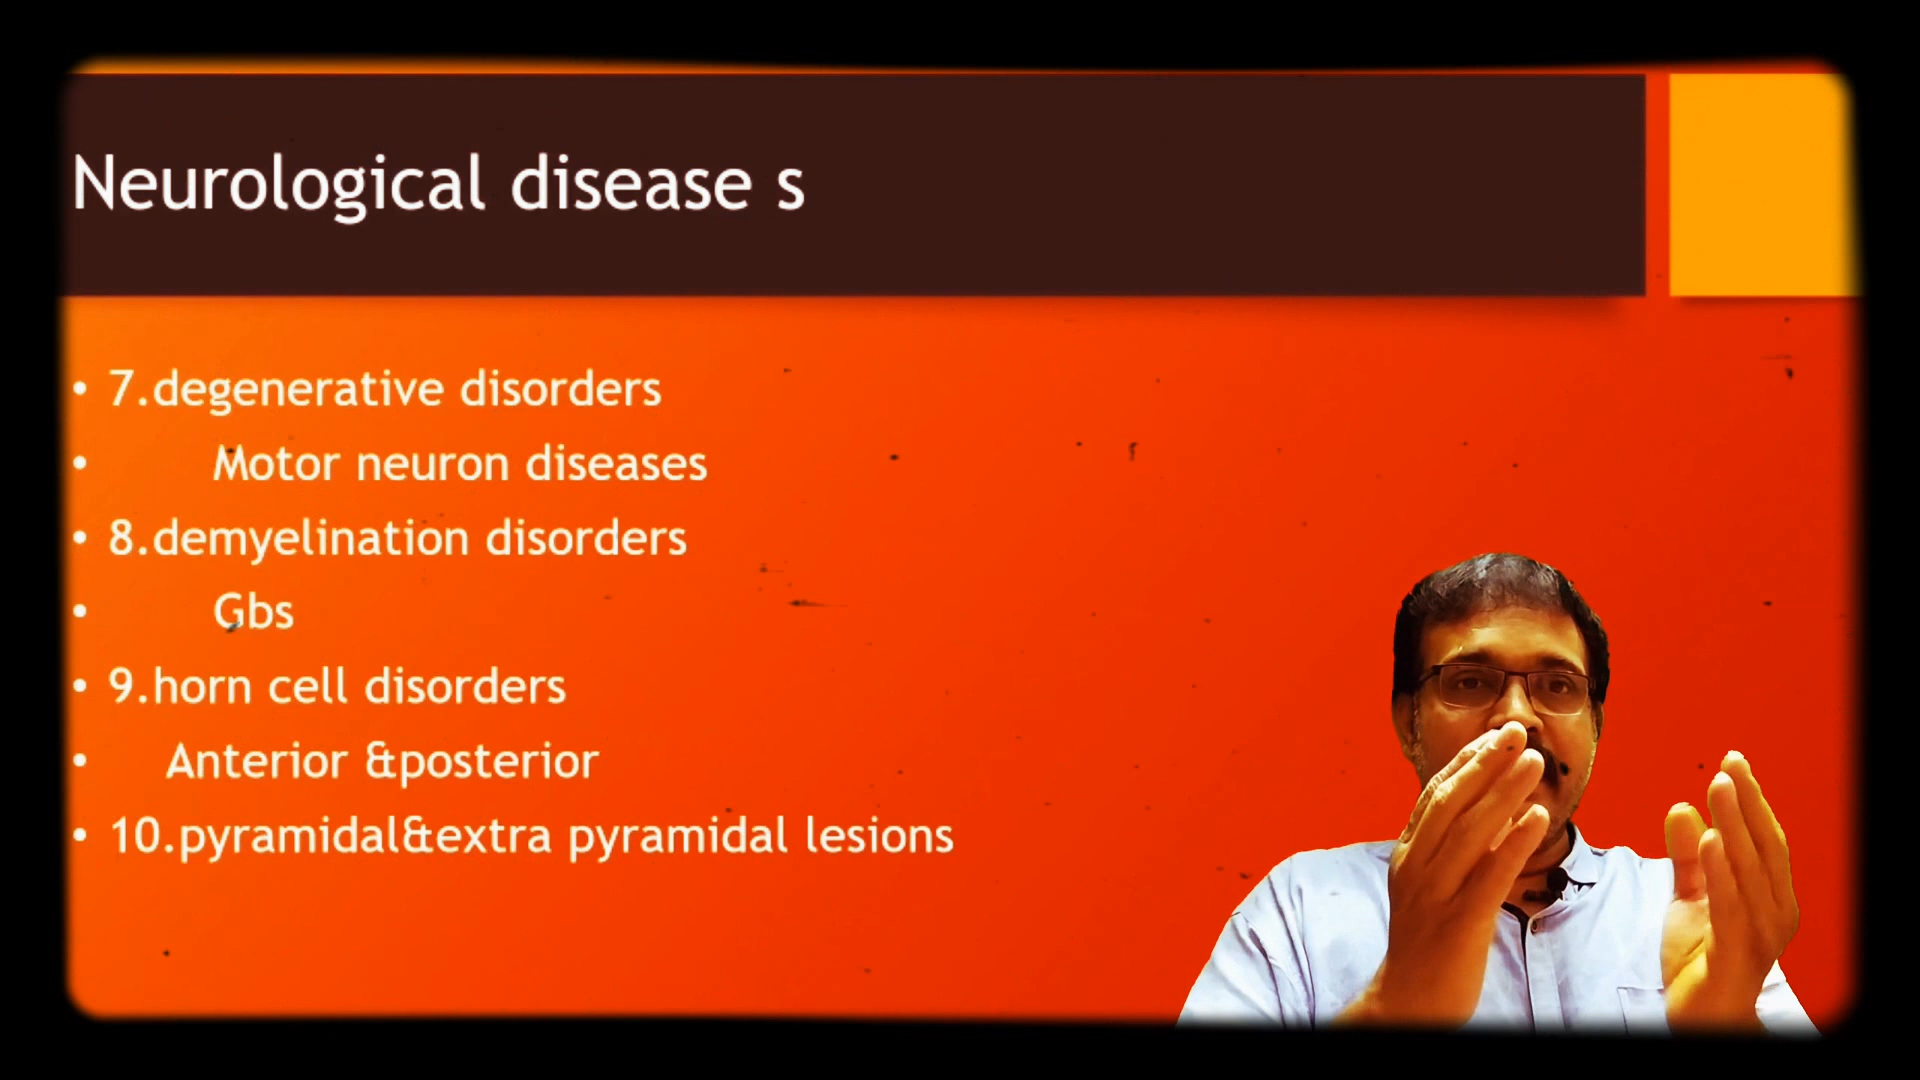 Neurological disease s
• 7.degenerative disorders
• Motor neuron diseases
• 8.demyelination disorders
• Gbs
• 9.horn cell disorders
• Anterior &posterior
• 10.pyramidal&extra pyramidal lesions